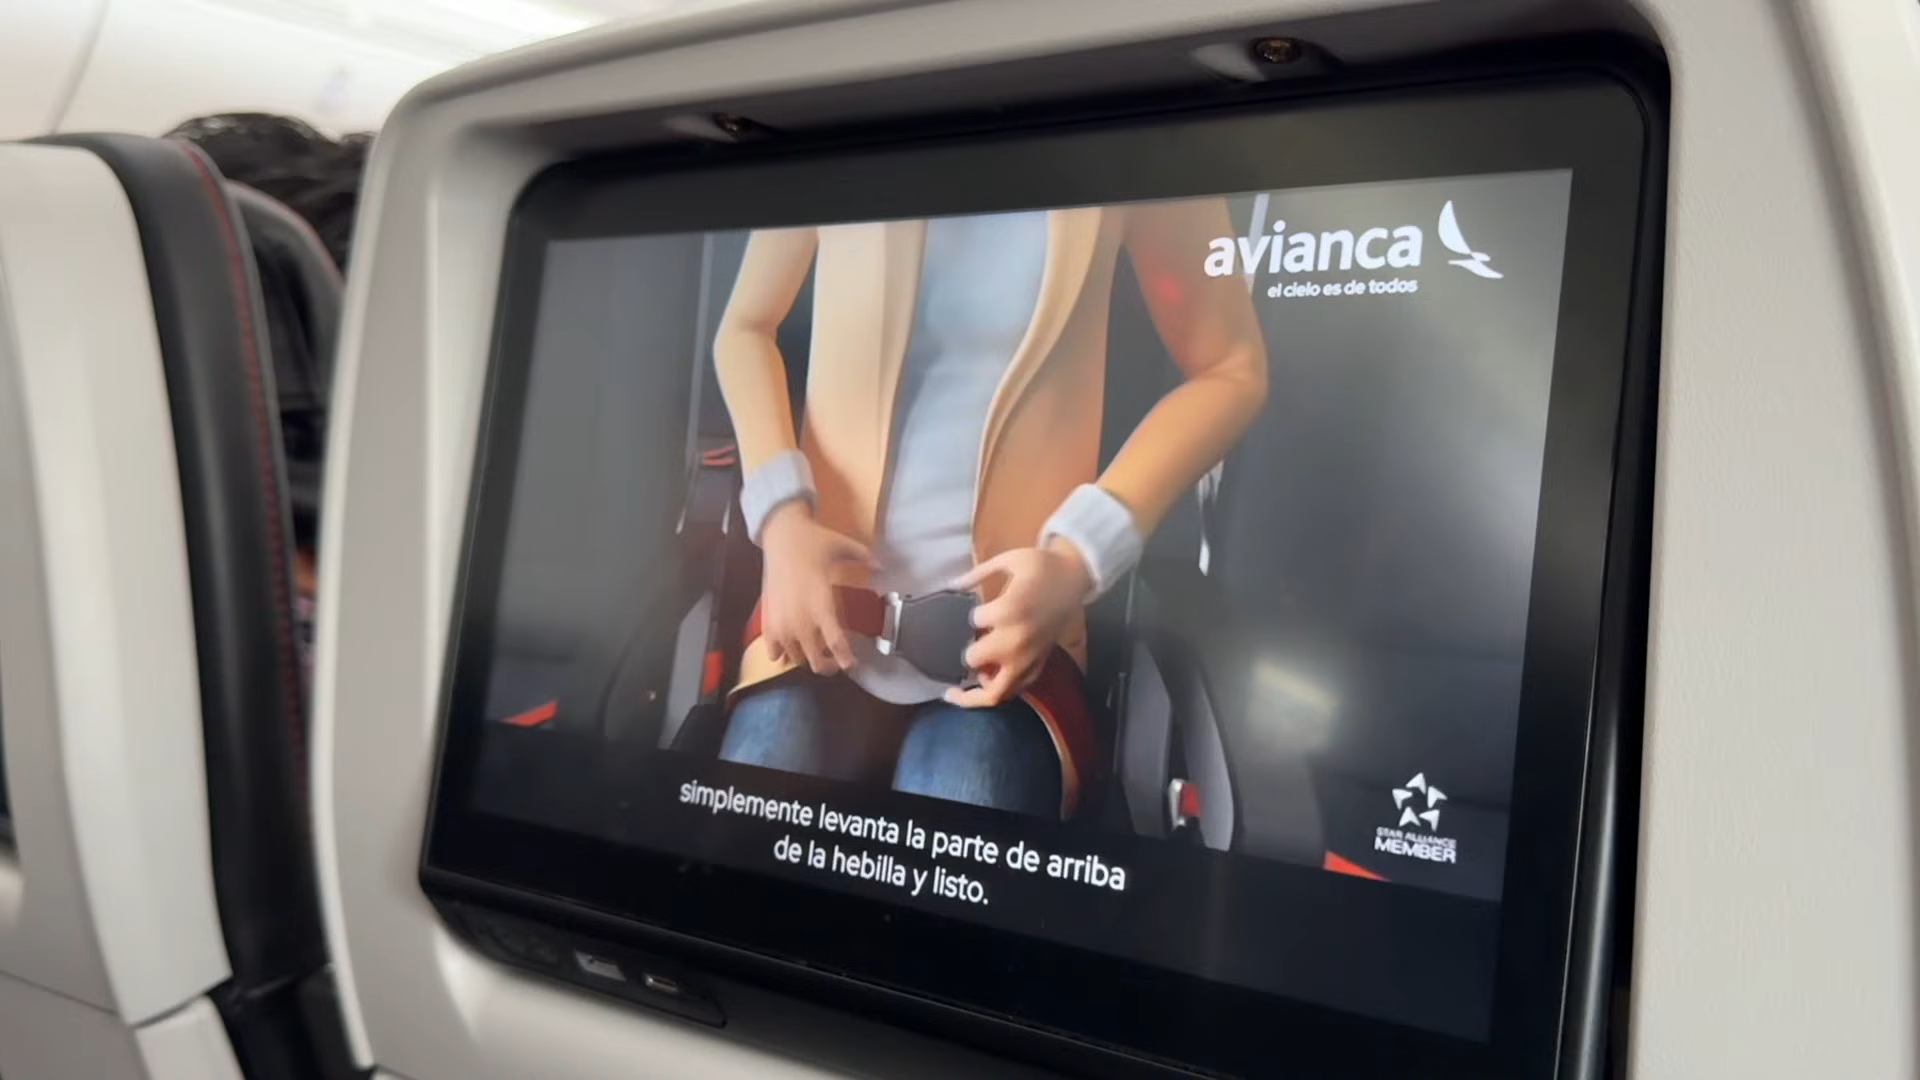 avianca
el cielo es de todos
simplemente levanta la parte de arriba
de la hebilla y listo.
STAR ALLIANCE
MEMBER